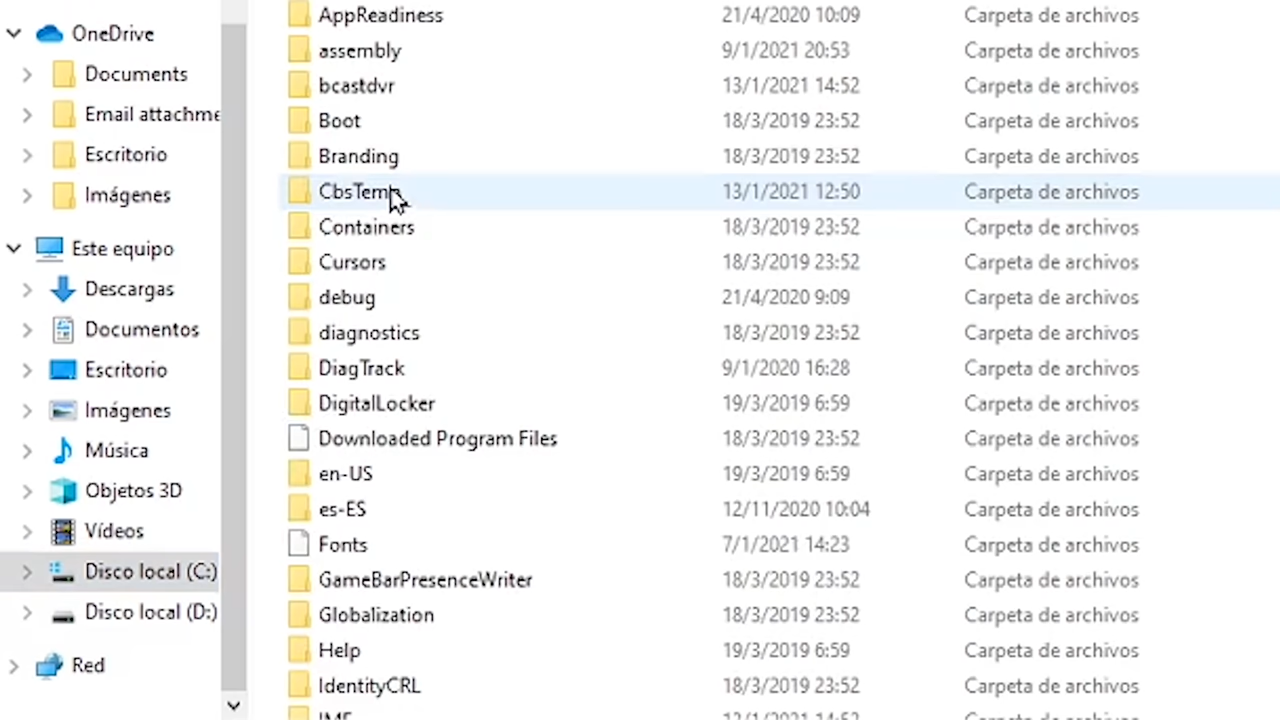 OneDrive
Documents
Email attachme
Escritorio
Imágenes
Este equipo
Descargas
Documentos
Escritorio
Imágenes
Música
Objetos 3D
Vídeos
Disco local (C:)
Disco local (D:)
Red
AppReadiness 21/4/2020 10:09 Carpeta de archivos
assembly 9/1/2021 20:53 Carpeta de archivos
bcastdvr 13/1/2021 14:52 Carpeta de archivos
Boot 18/3/2019 23:52 Carpeta de archivos
Branding 18/3/2019 23:52 Carpeta de archivos
CbsTemp 13/1/2021 12:50 Carpeta de archivos
Containers 18/3/2019 23:52 Carpeta de archivos
Cursors 18/3/2019 23:52 Carpeta de archivos
debug 21/4/2020 9:09 Carpeta de archivos
diagnostics 18/3/2019 23:52 Carpeta de archivos
DiagTrack 9/1/2020 16:28 Carpeta de archivos
DigitalLocker 19/3/2019 6:59 Carpeta de archivos
Downloaded Program Files 18/3/2019 23:52 Carpeta de archivos
en-US 19/3/2019 6:59 Carpeta de archivos
es-ES 12/11/2020 10:04 Carpeta de archivos
Fonts 7/1/2021 14:23 Carpeta de archivos
GameBarPresenceWriter 18/3/2019 23:52 Carpeta de archivos
Globalization 18/3/2019 23:52 Carpeta de archivos
Help 19/3/2019 6:59 Carpeta de archivos
IdentityCRL 18/3/2019 23:52 Carpeta de archivos